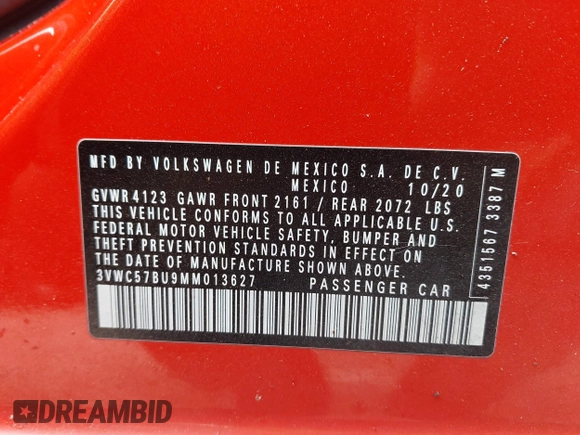 MFD BY VOLKSWAGEN DE MEXICO S.A. DE C.V.
MEXICO 10/20
GVWR 4123 GAWR FRONT 2161 / REAR 2072 LBS
THIS VEHICLE CONFORMS TO ALL APPLICABLE U.S.
FEDERAL MOTOR VEHICLE SAFETY, BUMPER AND
THEFT PREVENTION STANDARDS IN EFFECT ON
THE DATE OF MANUFACTURE SHOWN ABOVE.
3VWC57BU9MM013627 PASSENGER CAR
4351567 3387 M
DREAMBID